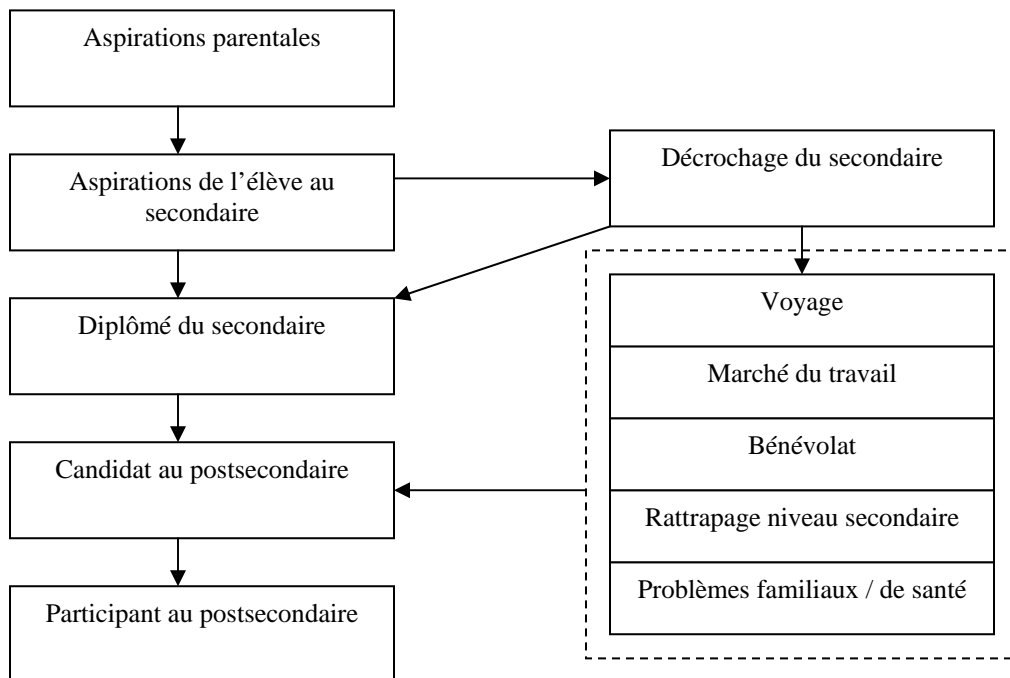 Aspirations parentales
Aspirations de l’élève au
secondaire
Décrochage du secondaire
Diplômé du secondaire
Voyage
Marché du travail
Bénévolat
Rattrapage niveau secondaire
Problèmes familiaux / de santé
Candidat au postsecondaire
Participant au postsecondaire